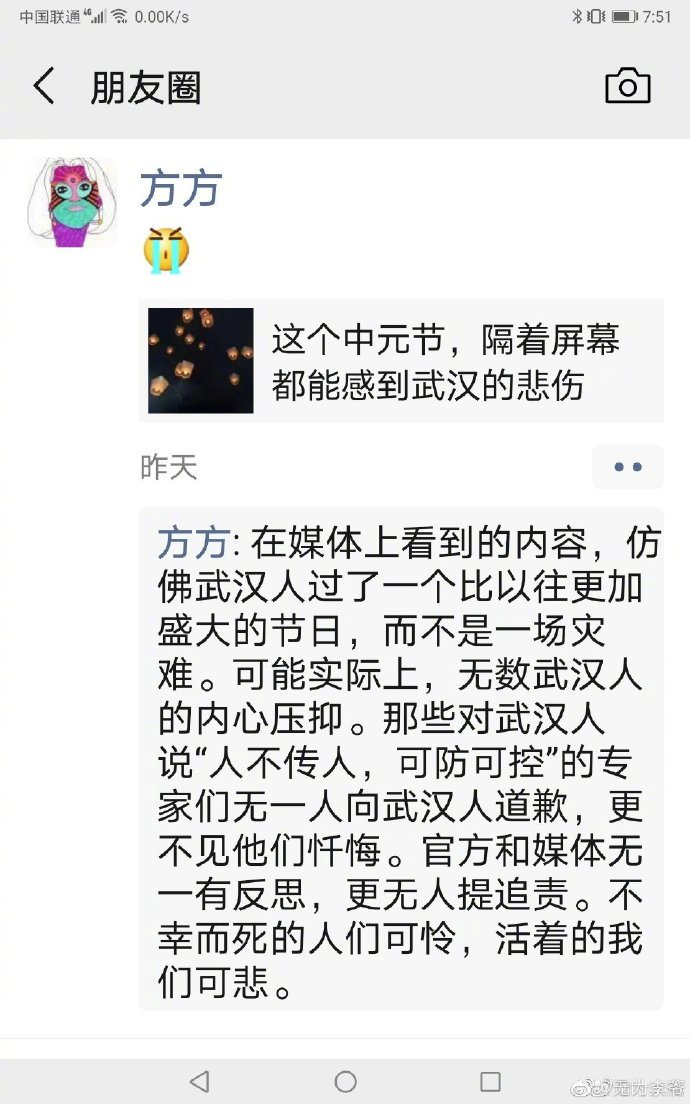 中国联通 4G 0.00K/s 7:51
朋友圈
方方
这个中元节，隔着屏幕
都能感到武汉的悲伤
昨天
方方: 在媒体上看到的内容，仿
佛武汉人过了一个比以往更加
盛大的节日，而不是一场灾
难。可能实际上，无数武汉人
的内心压抑。那些对武汉人
说“人不传人，可防可控”的专
家们无一人向武汉人道歉，更
不见他们忏悔。官方和媒体无
一有反思，更无人提追责。不
幸而死的人们可怜，活着的我
们可悲。